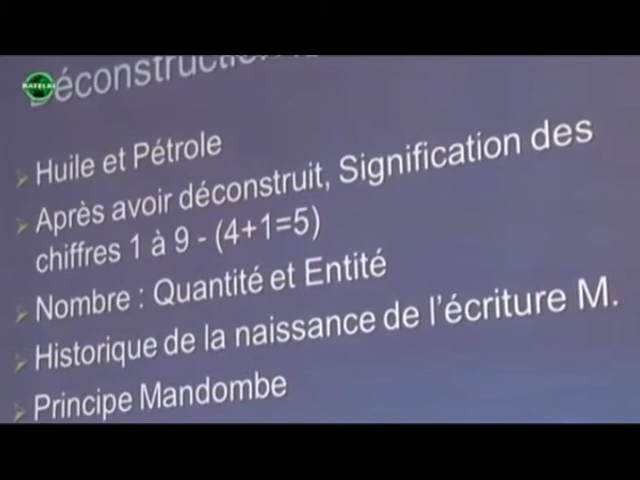 RATELKI
Déconstruction
Huile et Pétrole
Après avoir déconstruit, Signification des
chiffres 1 à 9 - (4+1=5)
Nombre : Quantité et Entité
Historique de la naissance de l'écriture M.
Principe Mandombe